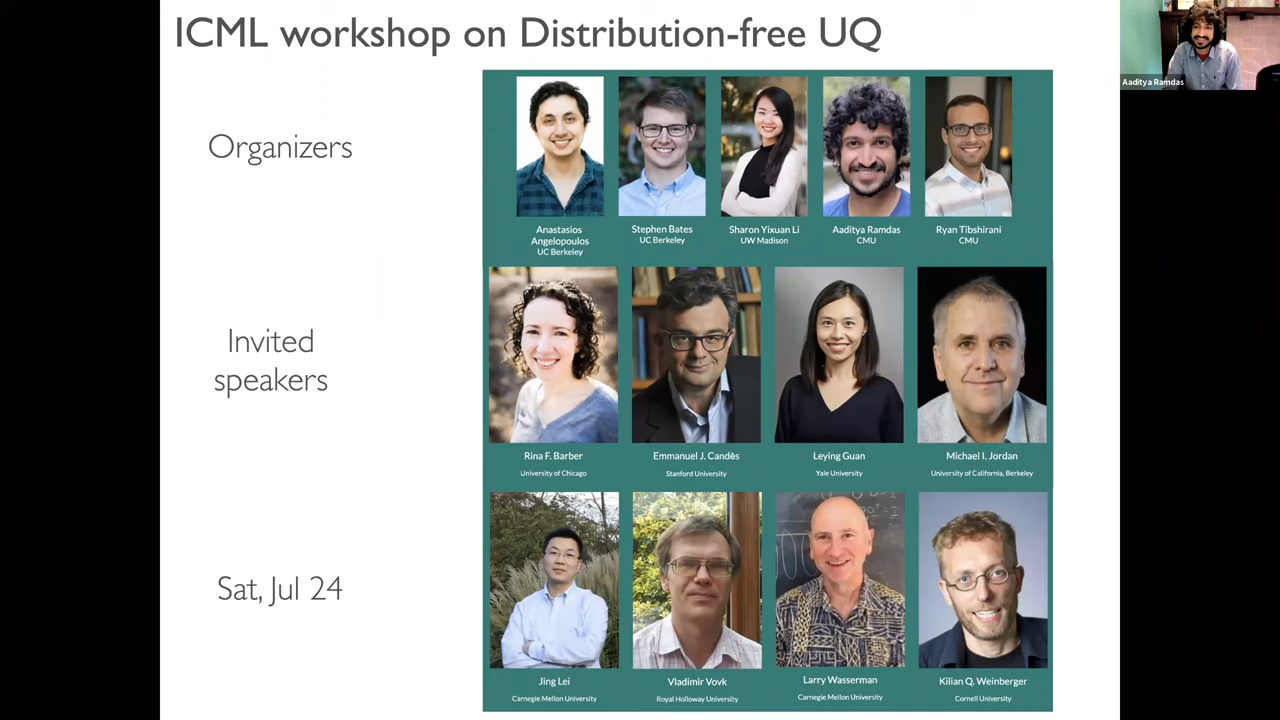 ICML workshop on Distribution-free UQ
Aaditya Ramdas
Organizers
Anastasios
Angelopoulos
UC Berkeley
Stephen Bates
UC Berkeley
Sharon Yixuan Li
UW Madison
Aaditya Ramdas
CMU
Ryan Tibshirani
CMU
Invited
speakers
Rina F. Barber
University of Chicago
Emmanuel J. Candès
Stanford University
Leying Guan
Yale University
Michael I. Jordan
University of California, Berkeley
Sat, Jul 24
Jing Lei
Carnegie Mellon University
Vladimir Vovk
Royal Holloway University
Larry Wasserman
Carnegie Mellon University
Kilian Q. Weinberger
Cornell University